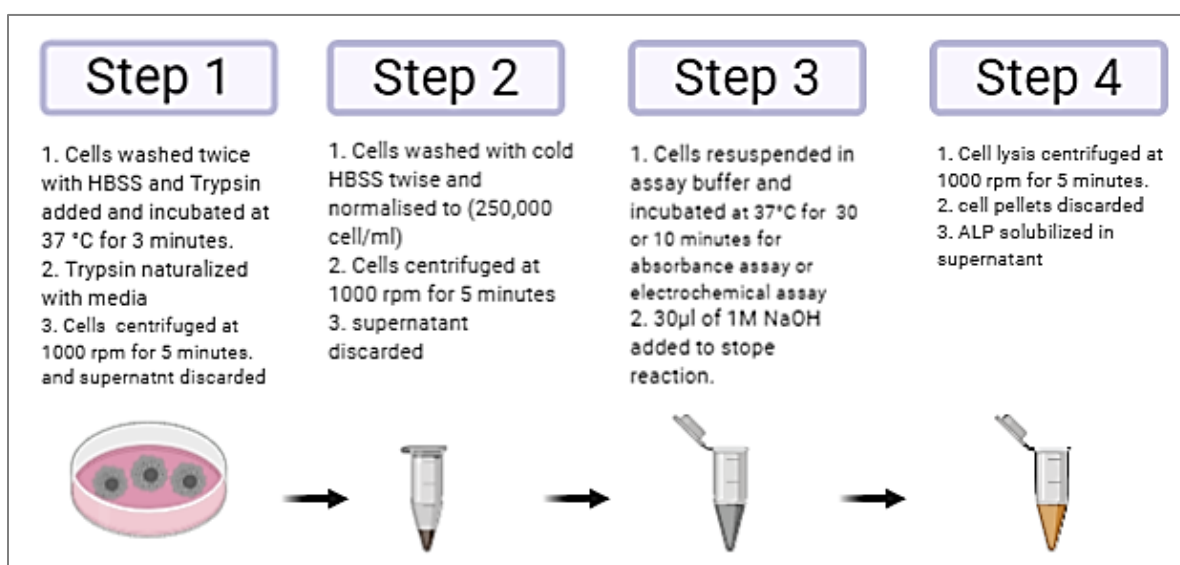 Step 1
1. Cells washed twice
with HBSS and Trypsin
added and incubated at
37 °C for 3 minutes.
2. Trypsin naturalized
with media
3. Cells centrifuged at
1000 rpm for 5 minutes.
and supernatnt discarded
Step 2
1. Cells washed with cold
HBSS twise and
normalised to (250,000
cell/ml)
2. Cells centrifuged at
1000 rpm for 5 minutes
3. supernatant
discarded
Step 3
1. Cells resuspended in
assay buffer and
incubated at 37°C for 30
or 10 minutes for
absorbance assay or
electrochemical assay
2. 30µl of 1M NaOH
added to stope
reaction.
Step 4
1. Cell lysis centrifuged at
1000 rpm for 5 minutes.
2. cell pellets discarded
3. ALP solubilized in
supernatant